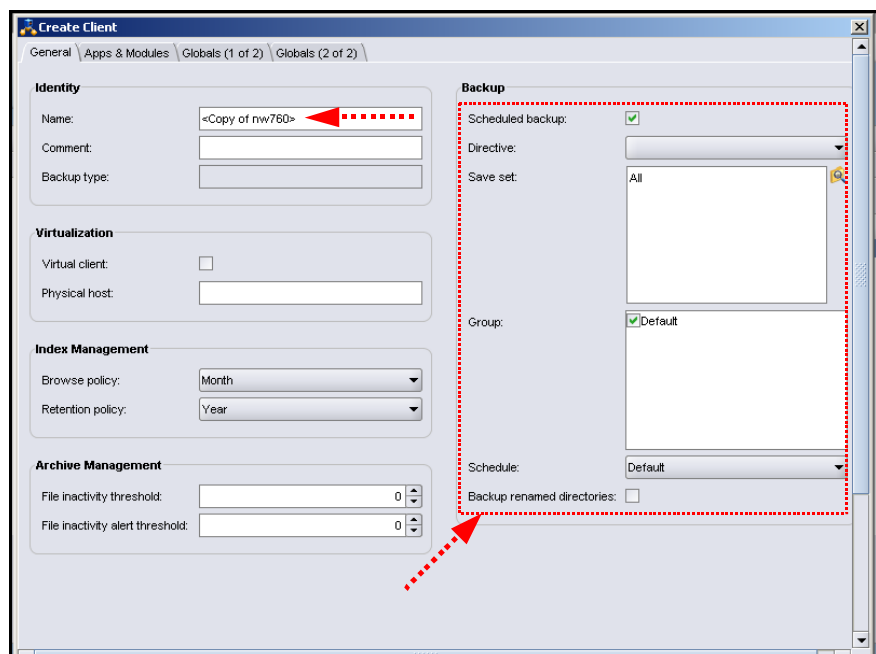 Create Client
General
Apps & Modules
Globals (1 of 2)
Globals (2 of 2)
Identity
Name:
<Copy of nw760>
Comment:
Backup type:
Virtualization
Virtual client:
Physical host:
Index Management
Browse policy:
Month
Retention policy:
Year
Archive Management
File inactivity threshold:
0
File inactivity alert threshold:
0
Backup
Scheduled backup:
Directive:
Save set:
All
Group:
Default
Schedule:
Default
Backup renamed directories: